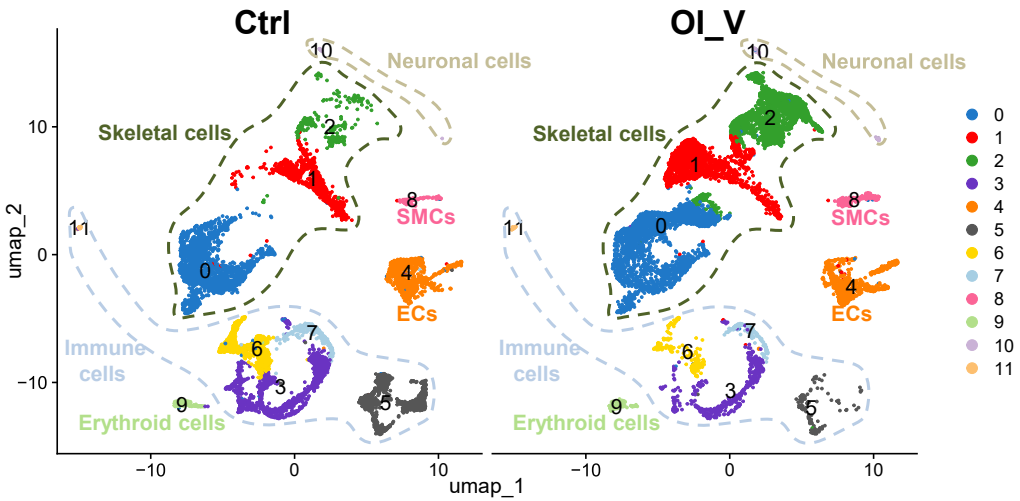 Ctrl
OI_V
10
Neuronal cells
2
Skeletal cells
1
8
SMCs
11
0
4
ECs
Immune
cells
7
6
3
5
9
Erythroid cells
10
Neuronal cells
2
Skeletal cells
1
8
SMCs
11
0
4
ECs
Immune
cells
7
6
3
5
9
Erythroid cells
10
0
−10
umap_2
−10
0
10
−10
0
10
umap_1
0
1
2
3
4
5
6
7
8
9
10
11